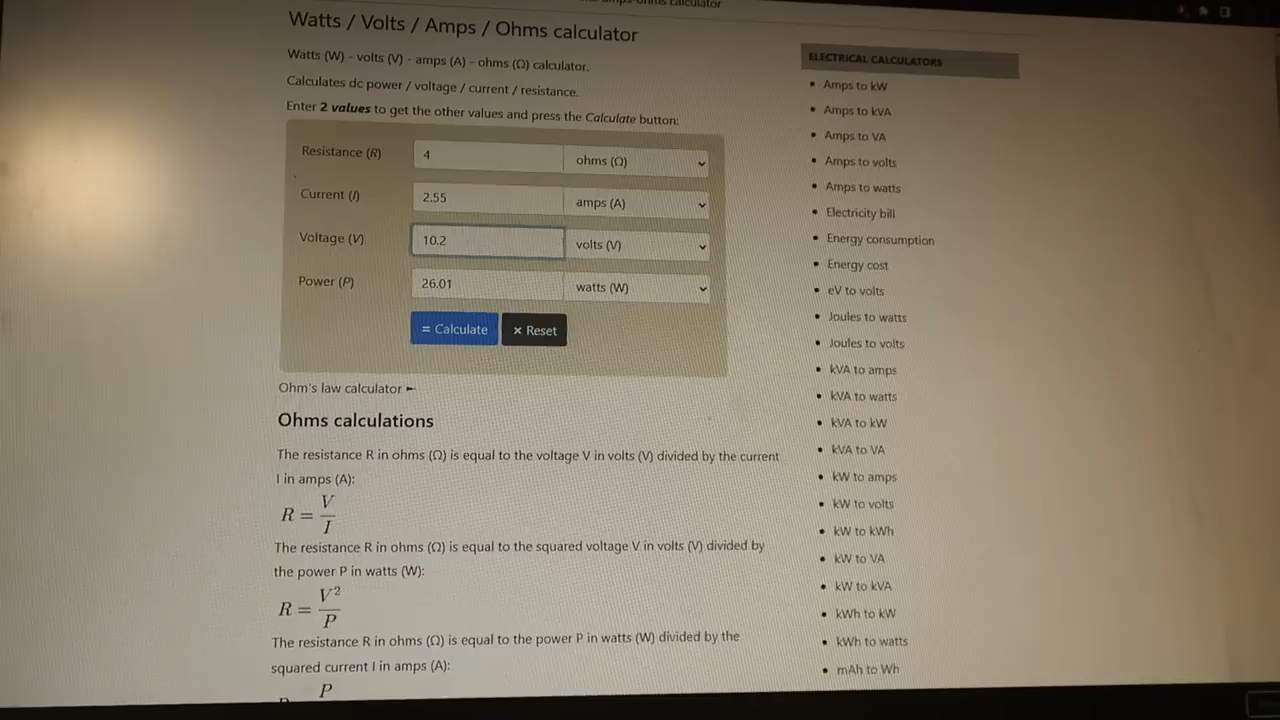 Watts / Volts / Amps / Ohms calculator
Watts (W) - volts (V) - amps (A) - ohms (Ω) calculator.
Calculates dc power / voltage / current / resistance.
Enter 2 values to get the other values and press the Calculate button:
Resistance (R) 4 ohms (Ω)
Current (I) 2.55 amps (A)
Voltage (V) 10.2 volts (V)
Power (P) 26.01 watts (W)
= Calculate × Reset
Ohm's law calculator ►
Ohms calculations
The resistance R in ohms (Ω) is equal to the voltage V in volts (V) divided by the current
I in amps (A):
R = V / I
The resistance R in ohms (Ω) is equal to the squared voltage V in volts (V) divided by
the power P in watts (W):
R = V² / P
The resistance R in ohms (Ω) is equal to the power P in watts (W) divided by the
squared current I in amps (A):
P
ELECTRICAL CALCULATORS
Amps to kW
Amps to kVA
Amps to VA
Amps to volts
Amps to watts
Electricity bill
Energy consumption
Energy cost
eV to volts
Joules to watts
Joules to volts
kVA to amps
kVA to watts
kVA to kW
kVA to VA
kW to amps
kW to volts
kW to kWh
kW to VA
kW to kVA
kWh to kW
kWh to watts
mAh to Wh